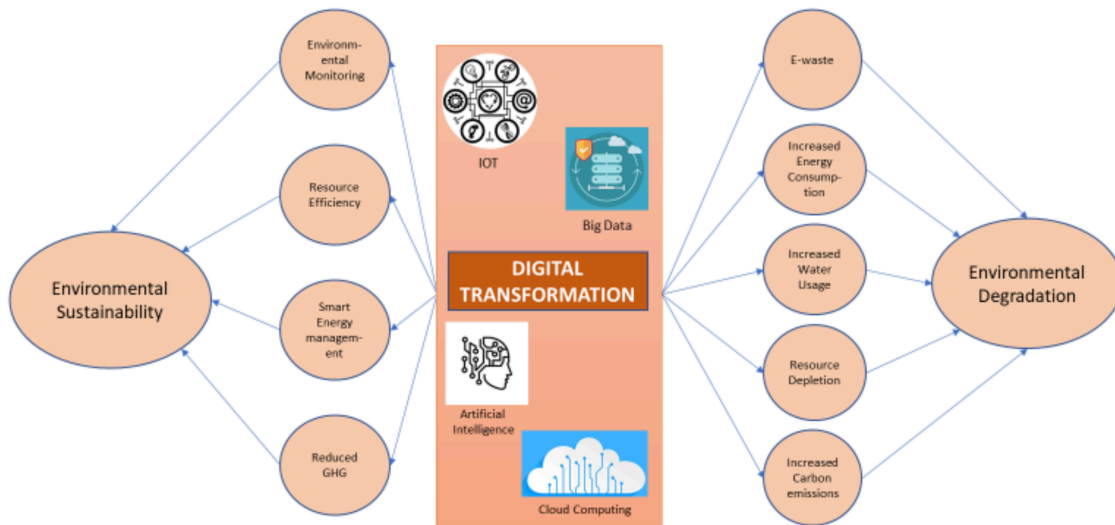 Environm-
ental
Monitoring
Resource
Efficiency
Environmental
Sustainability
Smart
Energy
managem-
ent
Reduced
GHG
IOT
Big Data
DIGITAL
TRANSFORMATION
Artificial
Intelligence
Cloud Computing
E-waste
Increased
Energy
Consump-
tion
Increased
Water
Usage
Resource
Depletion
Increased
Carbon
emissions
Environmental
Degradation